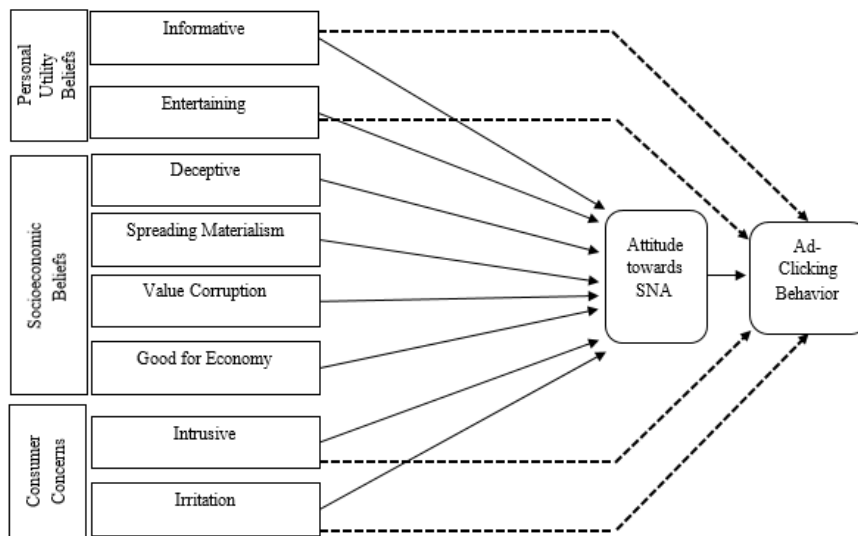 Personal
Utility
Beliefs
Informative
Entertaining
Socioeconomic
Beliefs
Deceptive
Spreading Materialism
Value Corruption
Good for Economy
Consumer
Concerns
Intrusive
Irritation
Attitude
towards
SNA
Ad-
Clicking
Behavior